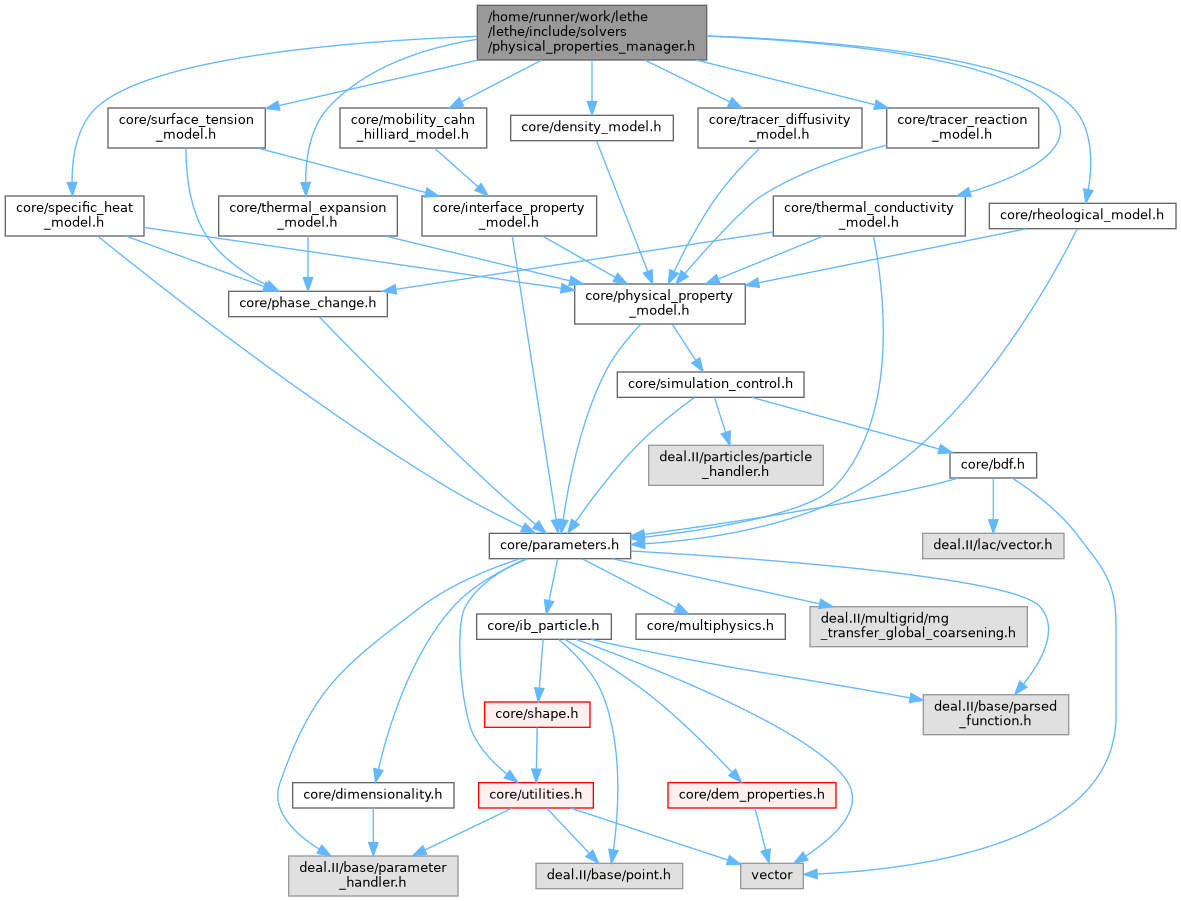 /home/runner/work/lethe
/lethe/include/solvers
/physical_properties_manager.h
core/surface_tension
_model.h
core/mobility_cahn
_hilliard_model.h
core/density_model.h
core/tracer_diffusivity
_model.h
core/tracer_reaction
_model.h
core/specific_heat
_model.h
core/thermal_expansion
_model.h
core/interface_property
_model.h
core/thermal_conductivity
_model.h
core/rheological_model.h
core/phase_change.h
core/physical_property
_model.h
core/simulation_control.h
deal.II/particles/particle
_handler.h
core/bdf.h
core/parameters.h
deal.II/lac/vector.h
core/ib_particle.h
core/multiphysics.h
deal.II/multigrid/mg
_transfer_global_coarsening.h
core/shape.h
deal.II/base/parsed
_function.h
core/dimensionality.h
core/utilities.h
core/dem_properties.h
deal.II/base/parameter
_handler.h
deal.II/base/point.h
vector